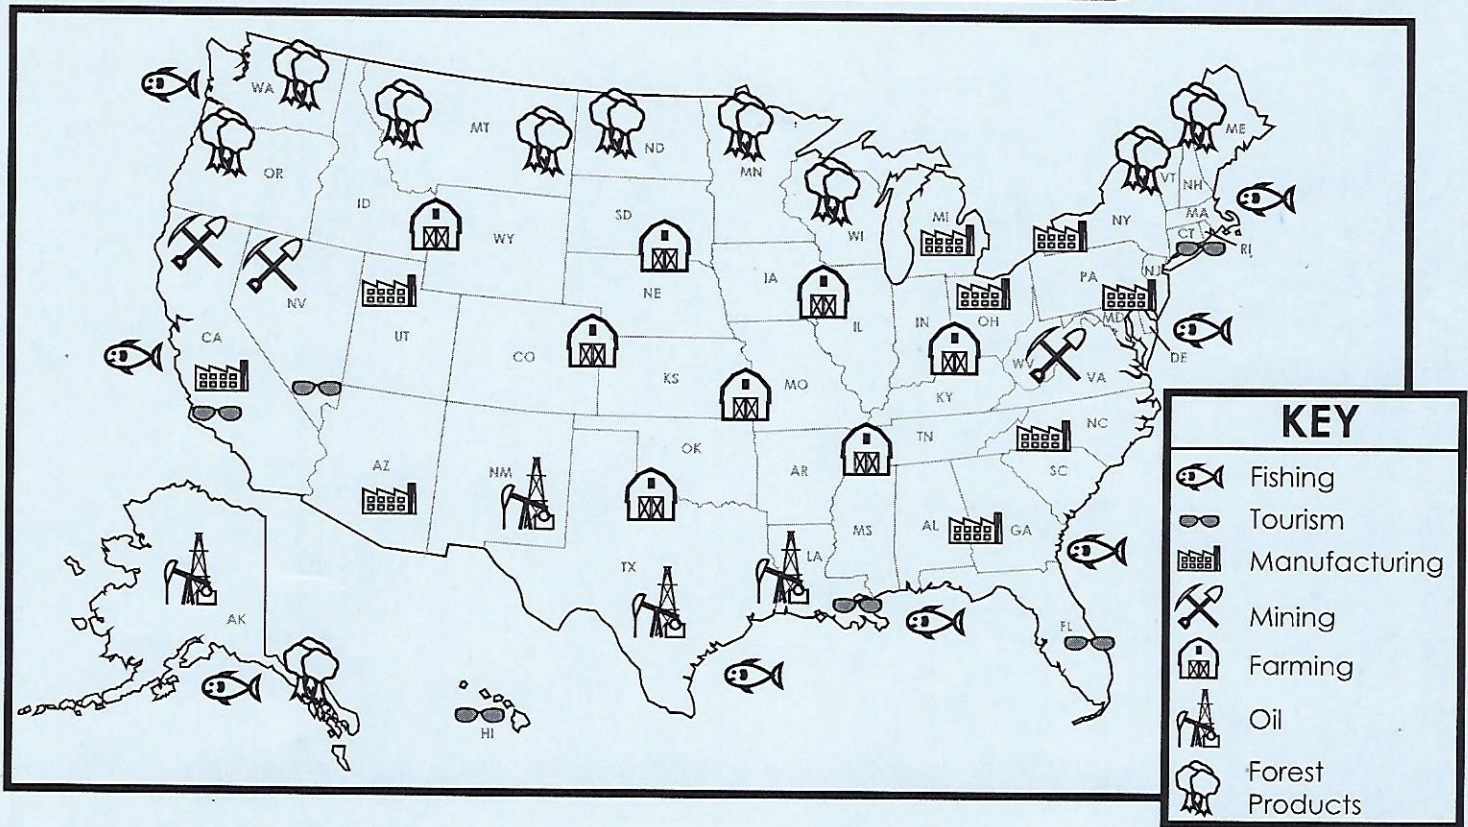 WA
MT
ND
MN
ME
OR
VT
NH
ID
WY
SD
WI
MI
NY
MA
CT
RI
NV
UT
NE
IA
IL
IN
OH
PA
NJ
MD
DE
CA
CO
KS
MO
WV
VA
KY
AZ
NM
OK
AR
TN
NC
SC
TX
LA
MS
AL
GA
FL
AK
HI
KEY
Fishing
Tourism
Manufacturing
Mining
Farming
Oil
Forest
Products